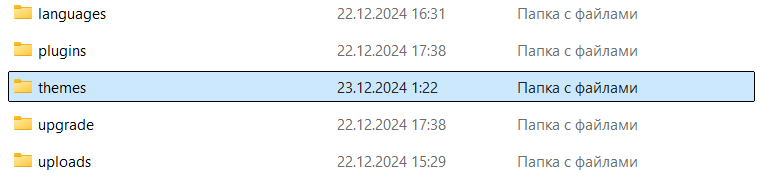 languages 22.12.2024 16:31 Папка с файлами
plugins 22.12.2024 17:38 Папка с файлами
themes 23.12.2024 1:22 Папка с файлами
upgrade 22.12.2024 17:38 Папка с файлами
uploads 22.12.2024 15:29 Папка с файлами